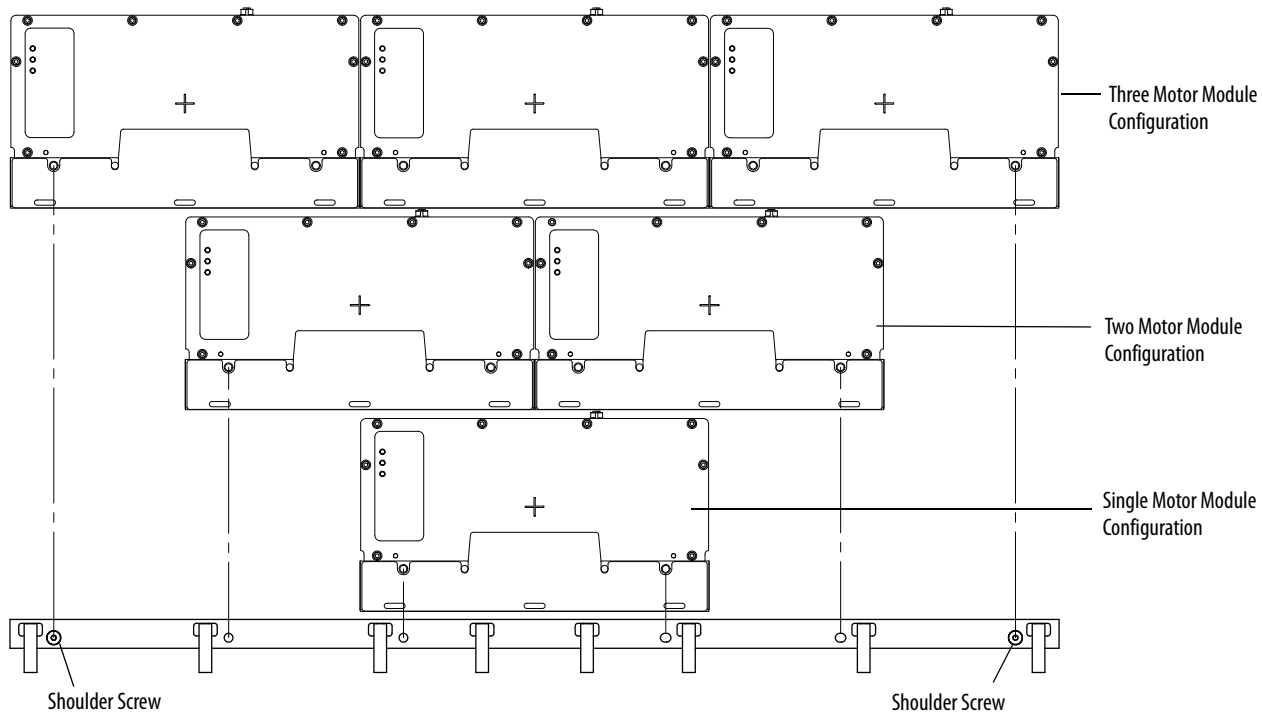 Three Motor Module
Configuration
Two Motor Module
Configuration
Single Motor Module
Configuration
Shoulder Screw
Shoulder Screw